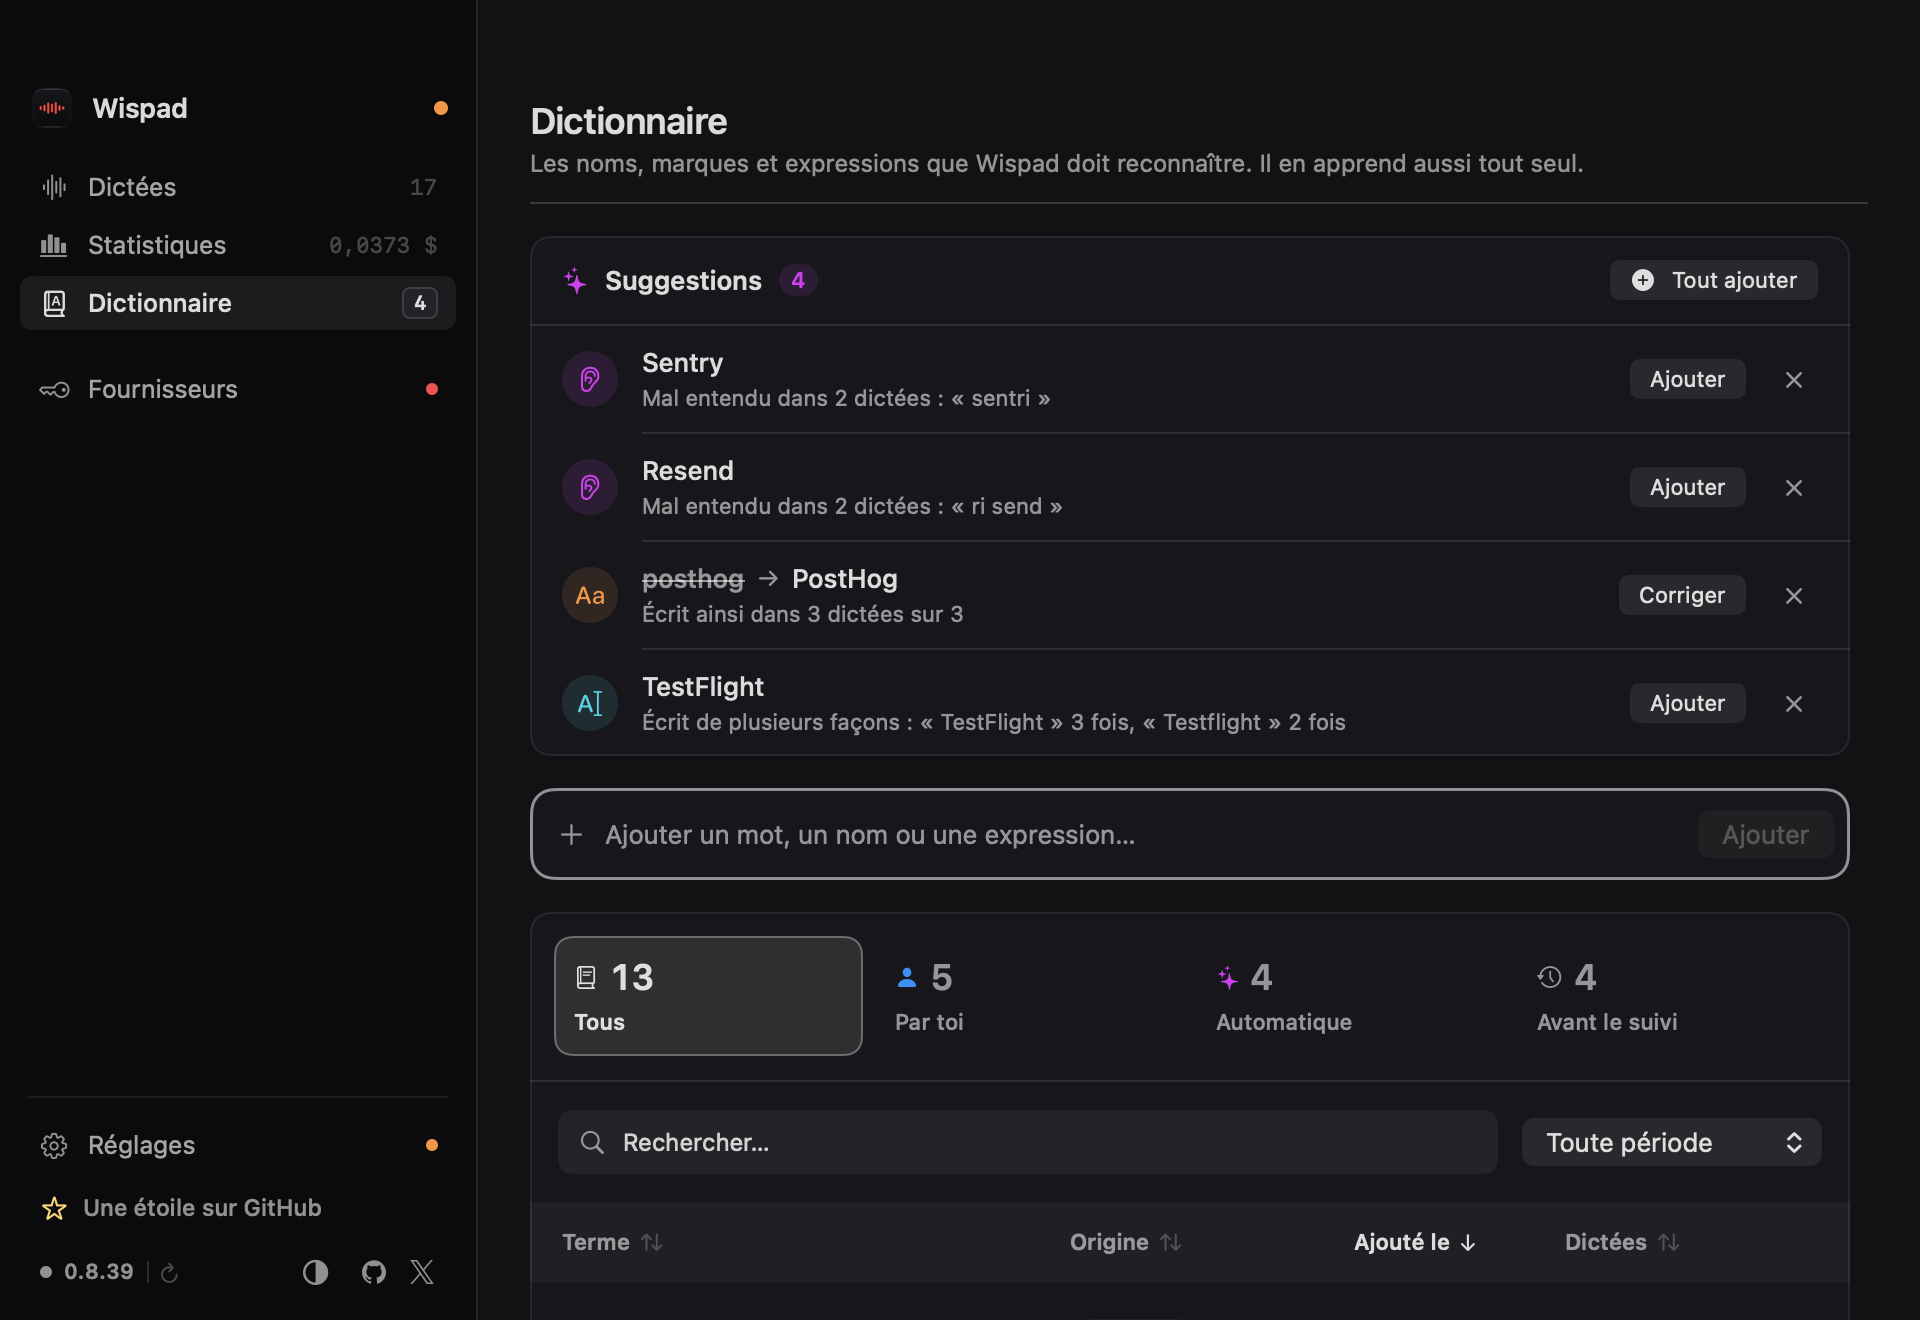 Wispad
Dictées 17
Statistiques 0,0373 $
Dictionnaire 4
Fournisseurs
Réglages
Une étoile sur GitHub
0.8.39
Dictionnaire
Les noms, marques et expressions que Wispad doit reconnaître. Il en apprend aussi tout seul.
Suggestions 4 Tout ajouter
Sentry
Mal entendu dans 2 dictées : « sentri »
Ajouter
Resend
Mal entendu dans 2 dictées : « ri send »
Ajouter
Aa posthog → PostHog
Écrit ainsi dans 3 dictées sur 3
Corriger
TestFlight
Écrit de plusieurs façons : « TestFlight » 3 fois, « Testflight » 2 fois
Ajouter
Ajouter un mot, un nom ou une expression... Ajouter
13 5 4 4
Tous Par toi Automatique Avant le suivi
Rechercher... Toute période
Terme Origine Ajouté le Dictées